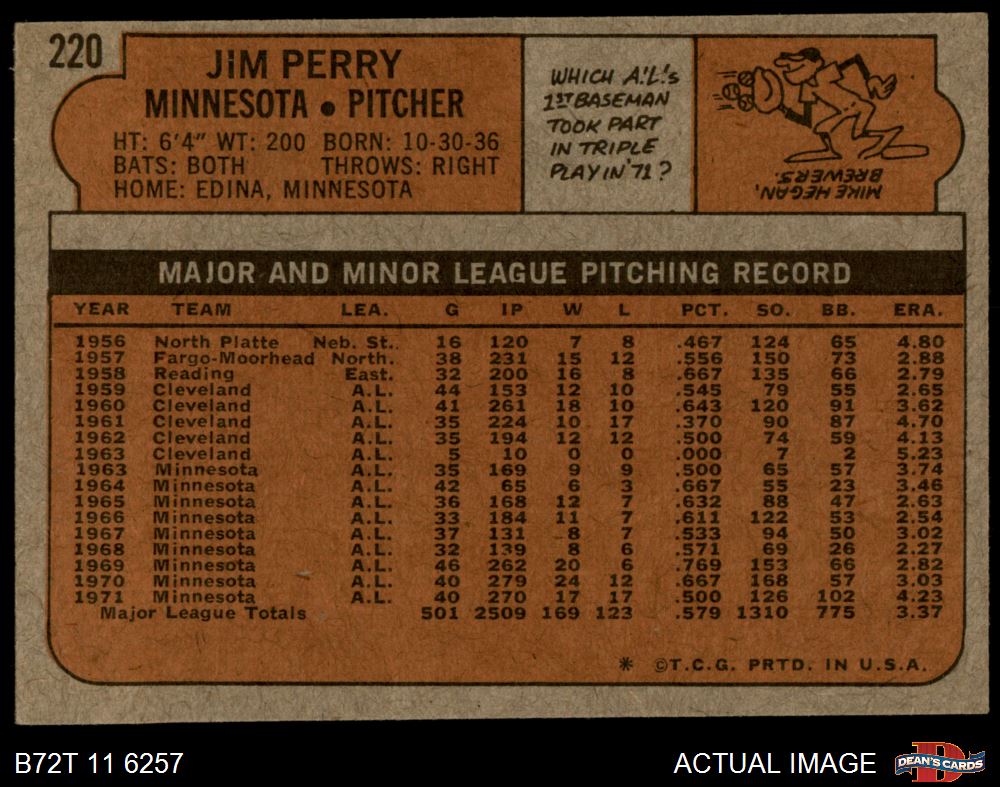 220
JiM PERRY
MINNESOTA • PITCHER
HT: 6'4" WT: 200 BORN: 10-30-36
BATS: BOTH THROWS: RIGHT
HOME: EDINA, MINNESOTA
WHICH A.L.'s
1ST BASEMAN
TOOK PART
IN TRIPLE
PLAY IN '71?
MIKE HEGAN,
BREWERS.
MAJOR AND MINOR LEAGUE PITCHING RECORD
YEAR TEAM LEA. G IP W L PCT. SO. BB. ERA.
1956 North Platte Neb. St. 16 120 7 8 .467 124 65 4.80
1957 Fargo-Moorhead North. 38 231 15 12 .556 150 73 2.88
1958 Reading East. 32 200 16 8 .667 135 66 2.79
1959 Cleveland A.L. 44 153 12 10 .545 79 55 2.65
1960 Cleveland A.L. 41 261 18 10 .643 120 91 3.62
1961 Cleveland A.L. 35 224 10 17 .370 90 87 4.70
1962 Cleveland A.L. 35 194 12 12 .500 74 59 4.13
1963 Cleveland A.L. 5 10 0 0 .000 7 2 5.23
1963 Minnesota A.L. 35 169 9 9 .500 65 57 3.74
1964 Minnesota A.L. 42 65 6 3 .667 55 23 3.46
1965 Minnesota A.L. 36 168 12 7 .632 88 47 2.63
1966 Minnesota A.L. 33 184 11 7 .611 122 53 2.54
1967 Minnesota A.L. 37 131 8 7 .533 94 50 3.02
1968 Minnesota A.L. 32 139 8 6 .571 69 26 2.27
1969 Minnesota A.L. 46 262 20 6 .769 153 66 2.82
1970 Minnesota A.L. 40 279 24 12 .667 168 57 3.03
1971 Minnesota A.L. 40 270 17 17 .500 126 102 4.23
Major League Totals 501 2509 169 123 .579 1310 775 3.37
* ©T.C.G. PRTD. IN U.S.A.
B72T 11 6257
ACTUAL IMAGE
DEAN'S CARDS